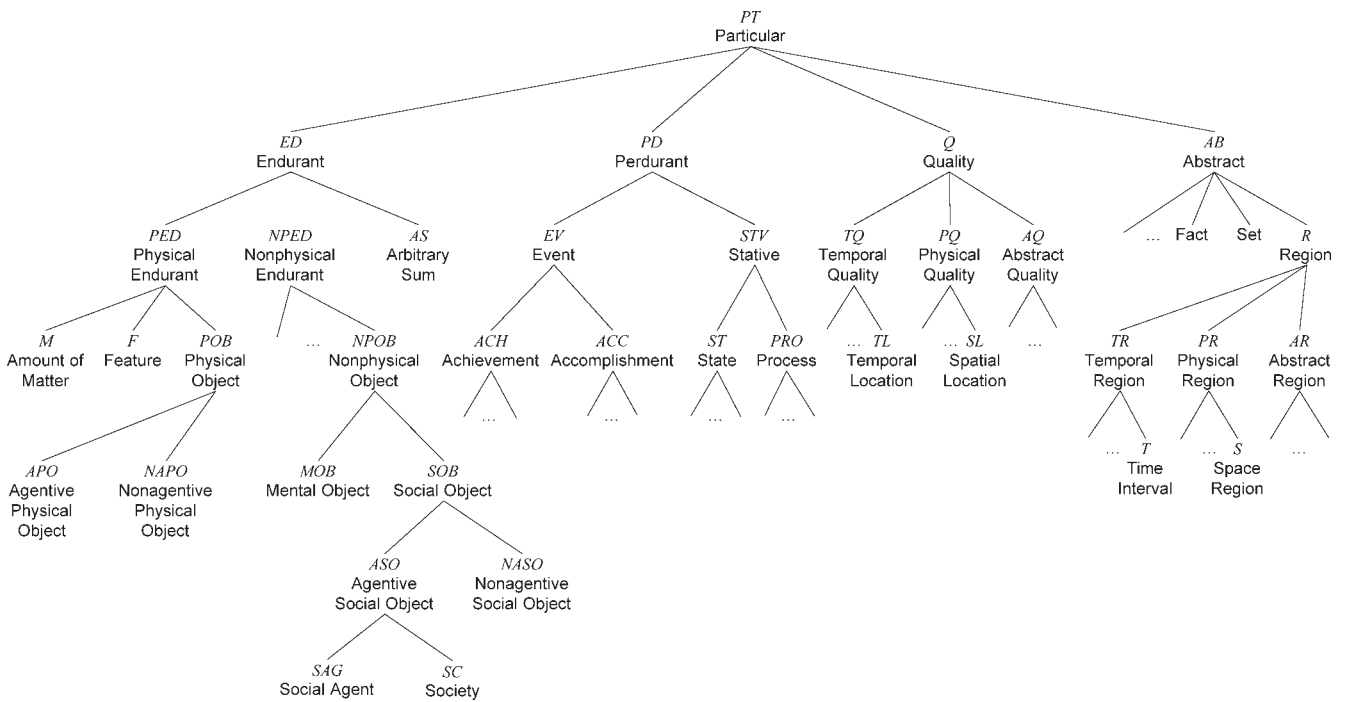 PT
Particular
ED
Endurant
PD
Perdurant
Q
Quality
AB
Abstract
PED
Physical
Endurant
NPED
Nonphysical
Endurant
AS
Arbitrary
Sum
EV
Event
STV
Stative
TQ
Temporal
Quality
PQ
Physical
Quality
AQ
Abstract
Quality
...
Fact
Set
R
Region
M
Amount of
Matter
F
Feature
POB
Physical
Object
...
NPOB
Nonphysical
Object
ACH
Achievement
...
ACC
Accomplishment
...
ST
State
...
PRO
Process
...
... TL
Temporal
Location
... SL
Spatial
Location
...
TR
Temporal
Region
PR
Physical
Region
AR
Abstract
Region
... T
Time
Interval
... S
Space
Region
...
APO
Agentive
Physical
Object
NAPO
Nonagentive
Physical
Object
MOB
Mental Object
SOB
Social Object
ASO
Agentive
Social Object
NASO
Nonagentive
Social Object
SAG
Social Agent
SC
Society